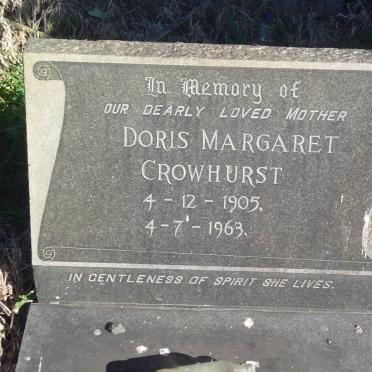 In Memory of
OUR DEARLY LOVED MOTHER
DORIS MARGARET
CROWHURST
4-12-1905.
4-7-1963.
IN GENTLENESS OF SPIRIT SHE LIVES.